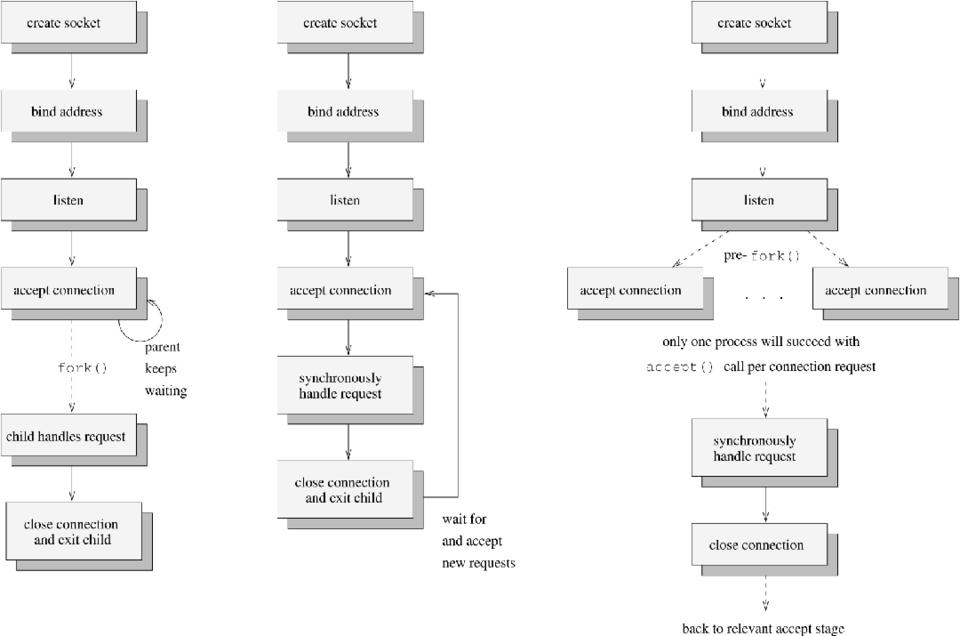 create socket
bind address
listen
accept connection
parent
keeps
waiting
fork()
child handles request
close connection
and exit child
create socket
bind address
listen
accept connection
synchronously
handle request
close connection
and exit child
wait for
and accept
new requests
create socket
bind address
listen
pre- fork()
accept connection
. . .
accept connection
only one process will succeed with
accept() call per connection request
synchronously
handle request
close connection
back to relevant accept stage